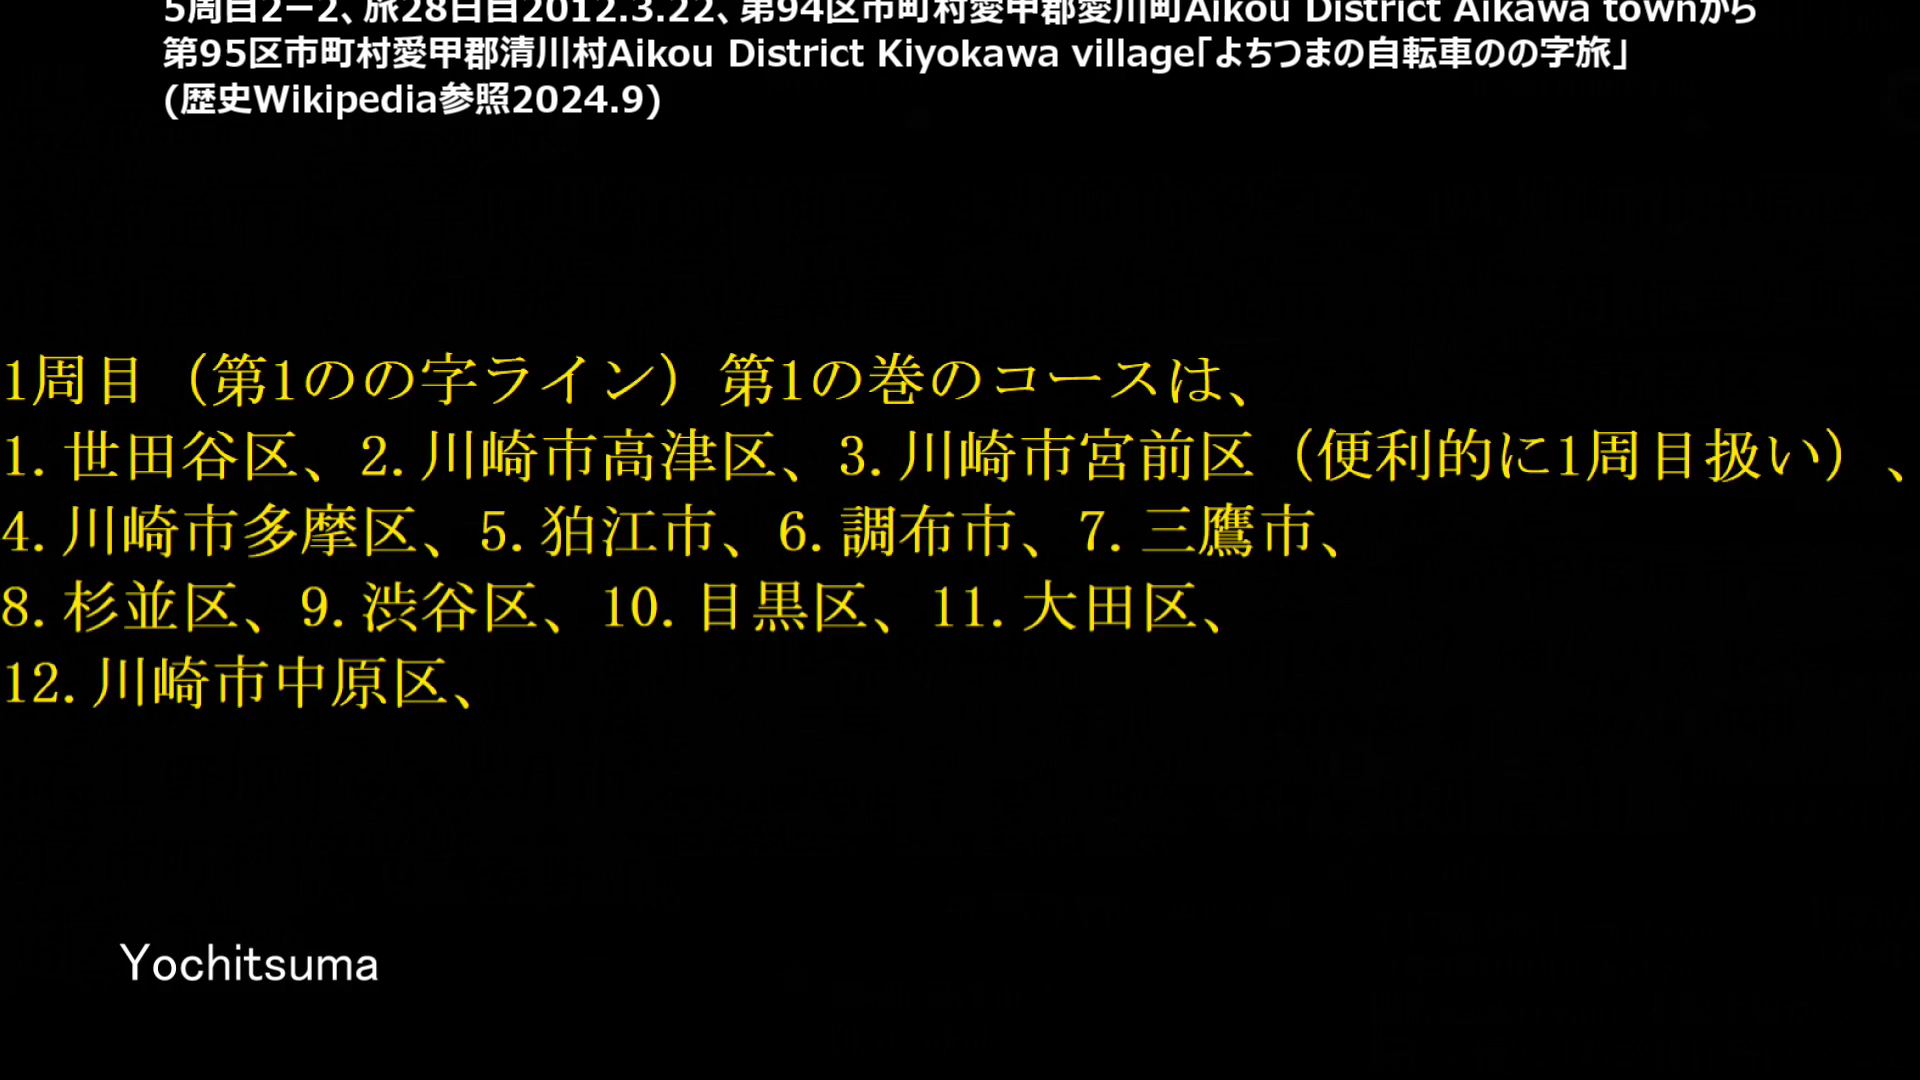 5周目2ー2、旅28日目2012.3.22、第94区市町村愛甲郡愛川町Aikou District Aikawa townから
第95区市町村愛甲郡清川村Aikou District Kiyokawa village「よちつまの自転車のの字旅」
(歴史Wikipedia参照2024.9)
1周目（第1のの字ライン）第1の巻のコースは、
1.世田谷区、2.川崎市高津区、3.川崎市宮前区（便利的に1周目扱い）、
4.川崎市多摩区、5.狛江市、6.調布市、7.三鷹市、
8.杉並区、9.渋谷区、10.目黒区、11.大田区、
12.川崎市中原区、
Yochitsuma